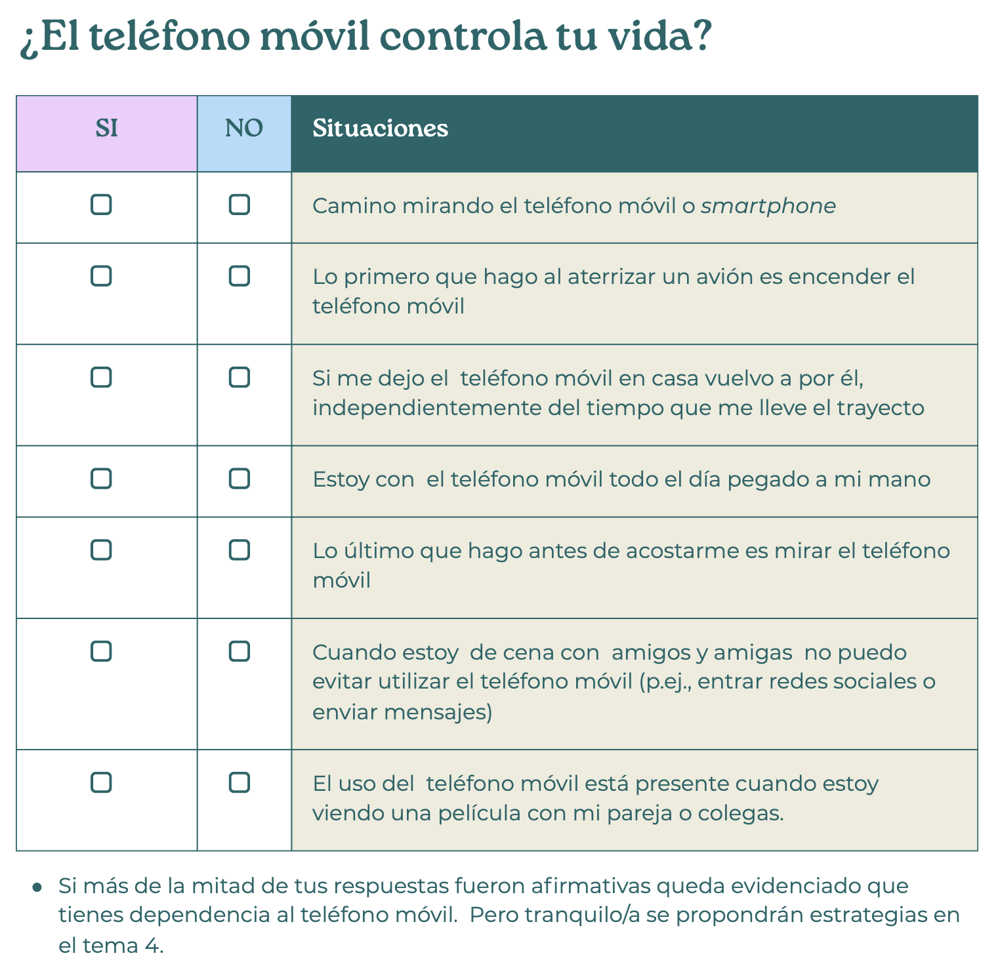 ¿El teléfono móvil controla tu vida?
SI NO Situaciones
Camino mirando el teléfono móvil o smartphone
Lo primero que hago al aterrizar un avión es encender el
teléfono móvil
Si me dejo el  teléfono móvil en casa vuelvo a por él,
independientemente del tiempo que me lleve el trayecto
Estoy con  el teléfono móvil todo el día pegado a mi mano
Lo último que hago antes de acostarme es mirar el teléfono
móvil
Cuando estoy  de cena con  amigos y amigas  no puedo
evitar utilizar el teléfono móvil (p.ej., entrar redes sociales o
enviar mensajes)
El uso del  teléfono móvil está presente cuando estoy
viendo una película con mi pareja o colegas.
● Si más de la mitad de tus respuestas fueron afirmativas queda evidenciado que
tienes dependencia al teléfono móvil.  Pero tranquilo/a se propondrán estrategias en
el tema 4.